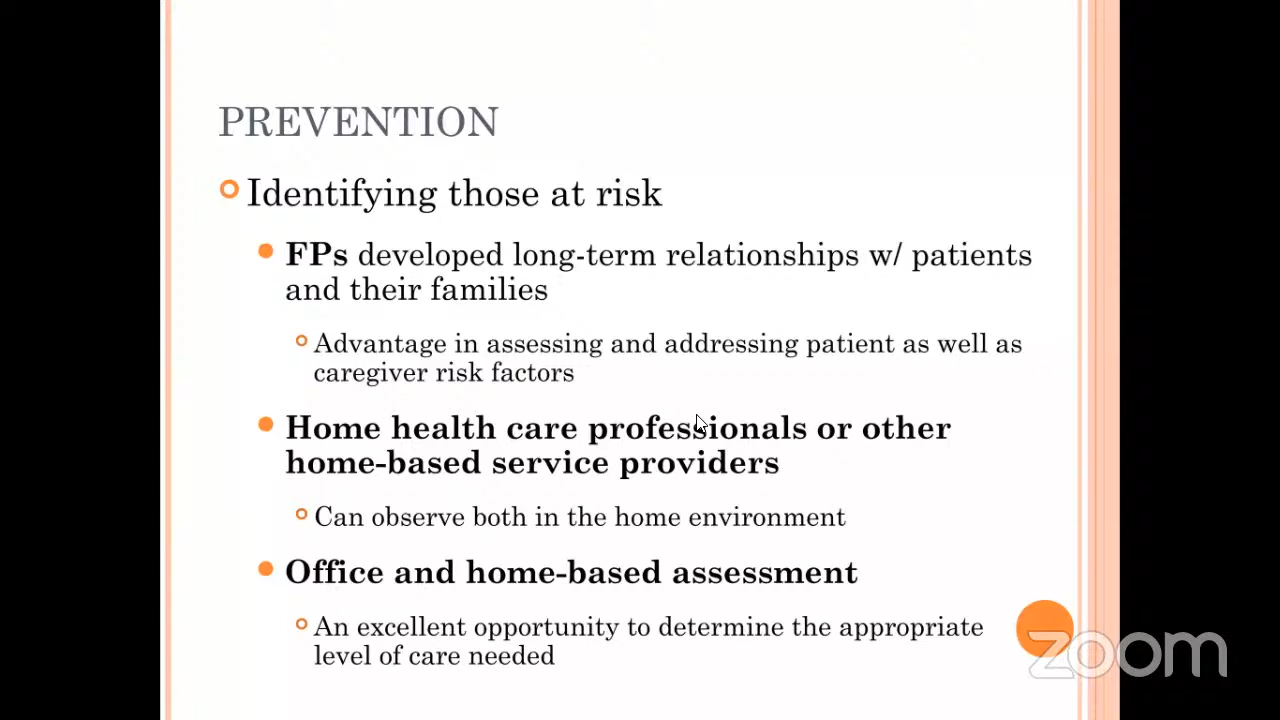 PREVENTION
Identifying those at risk
FPs developed long-term relationships w/ patients
and their families
Advantage in assessing and addressing patient as well as
caregiver risk factors
Home health care professionals or other
home-based service providers
Can observe both in the home environment
Office and home-based assessment
An excellent opportunity to determine the appropriate
level of care needed
zoom